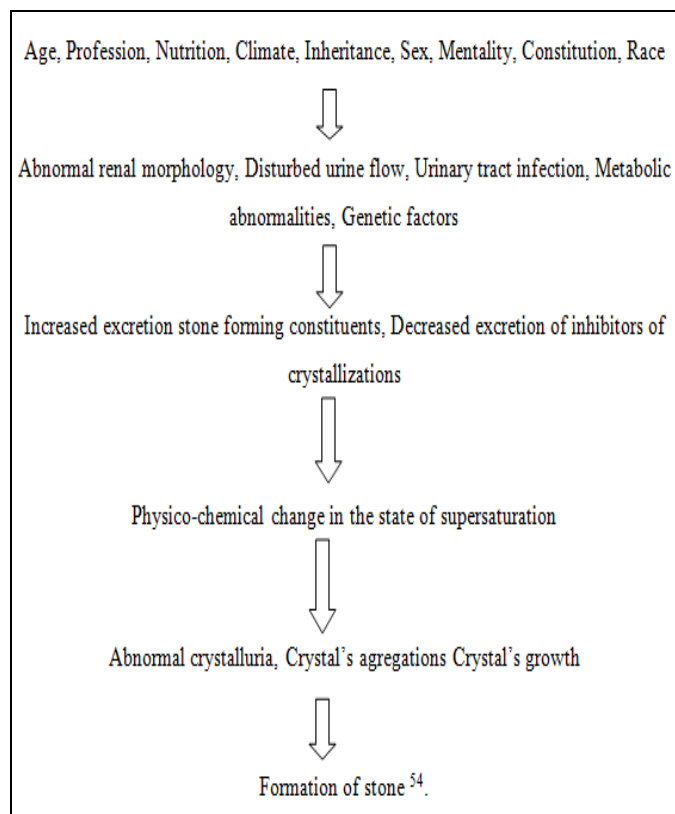 Age, Profession, Nutrition, Climate, Inheritance, Sex, Mentality, Constitution, Race
Abnormal renal morphology, Disturbed urine flow, Urinary tract infection, Metabolic
abnormalities, Genetic factors
Increased excretion stone forming constituents, Decreased excretion of inhibitors of
crystallizations
Physico-chemical change in the state of supersaturation
Abnormal crystalluria, Crystal's agregations Crystal's growth
Formation of stone ⁵⁴.